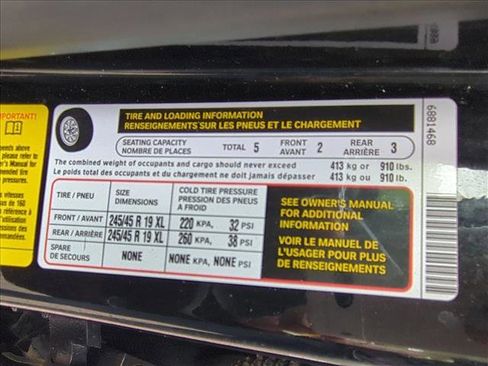 IMPORTANT!
TIRE AND LOADING INFORMATION
RENSEIGNEMENTS SUR LES PNEUS ET LE CHARGEMENT
SEATING CAPACITY
NOMBRE DE PLACES
TOTAL 5
FRONT
AVANT 2
REAR
ARRIÈRE 3
The combined weight of occupants and cargo should never exceed 413 kg or 910 lbs.
Le poids total des occupants et du chargement ne doit jamais dépasser 413 kg ou 910 lb.
TIRE / PNEU
SIZE
DIMENSIONS
COLD TIRE PRESSURE
PRESSION DES PNEUS À FROID
FRONT / AVANT 245/45 R 19 XL 220 KPA, 32 PSI
REAR / ARRIÈRE 245/45 R 19 XL 260 KPA, 38 PSI
SPARE
DE SECOURS NONE NONE KPA, NONE PSI
SEE OWNER'S MANUAL
FOR ADDITIONAL
INFORMATION
VOIR LE MANUEL DE
L'USAGER POUR PLUS
DE RENSEIGNEMENTS
6881468